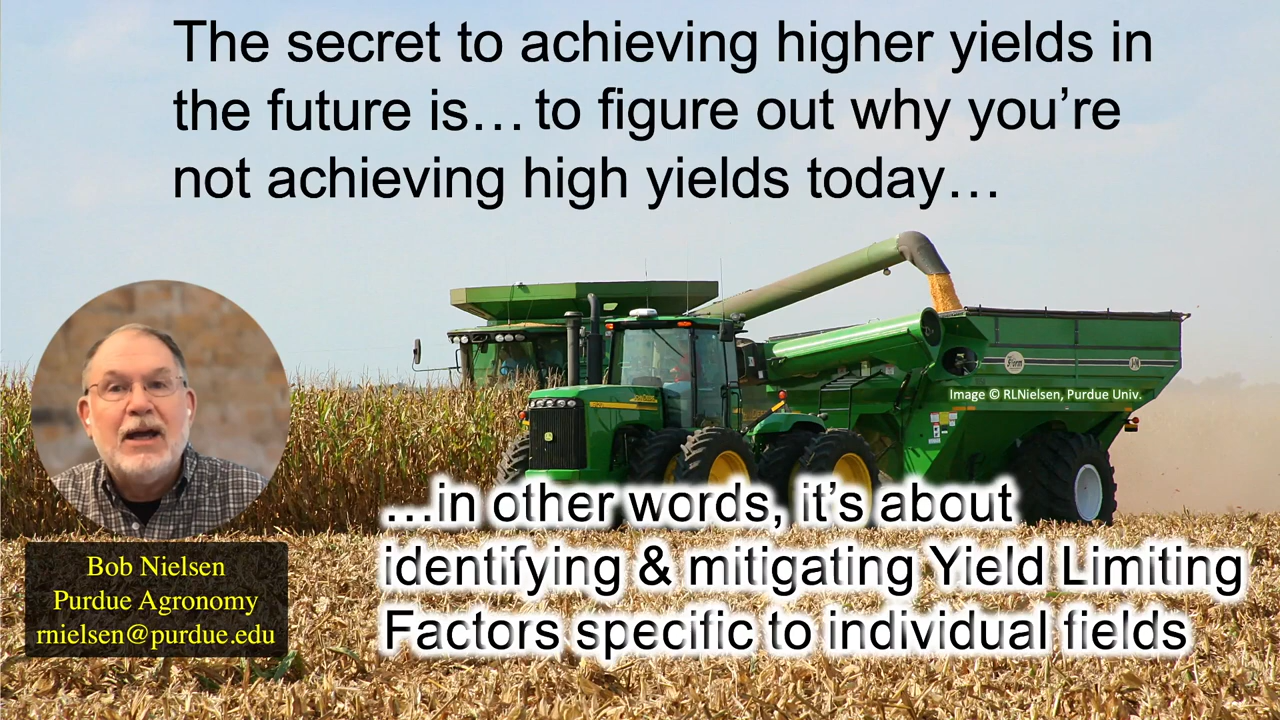 The secret to achieving higher yields in
the future is… to figure out why you’re
not achieving high yields today…
Image © RLNielsen, Purdue Univ.
…in other words, it’s about
identifying & mitigating Yield Limiting
Factors specific to individual fields
Bob Nielsen
Purdue Agronomy
rnielsen@purdue.edu